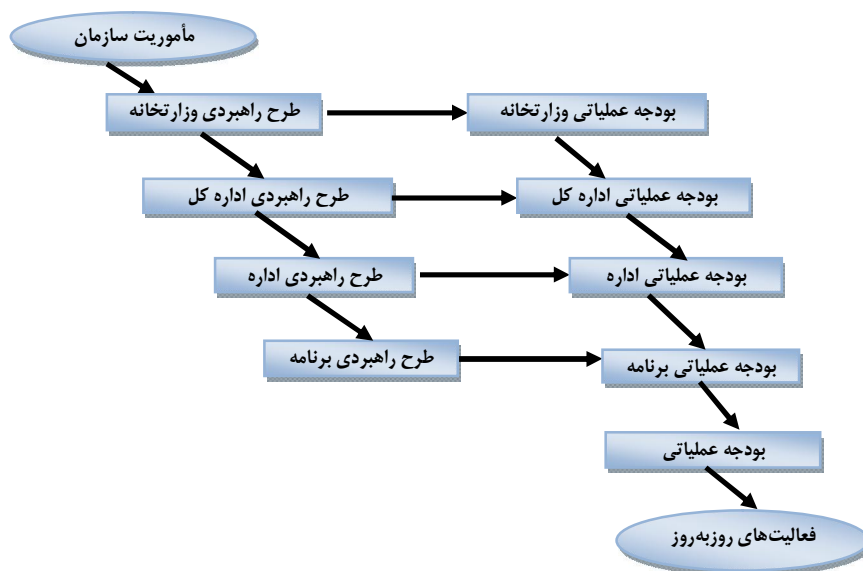 مأموریت سازمان
طرح راهبردی وزارتخانه
بودجه عملیاتی وزارتخانه
طرح راهبردی اداره کل
بودجه عملیاتی اداره کل
طرح راهبردی اداره
بودجه عملیاتی اداره
طرح راهبردی برنامه
بودجه عملیاتی برنامه
بودجه عملیاتی
فعالیت‌های روزبه‌روز